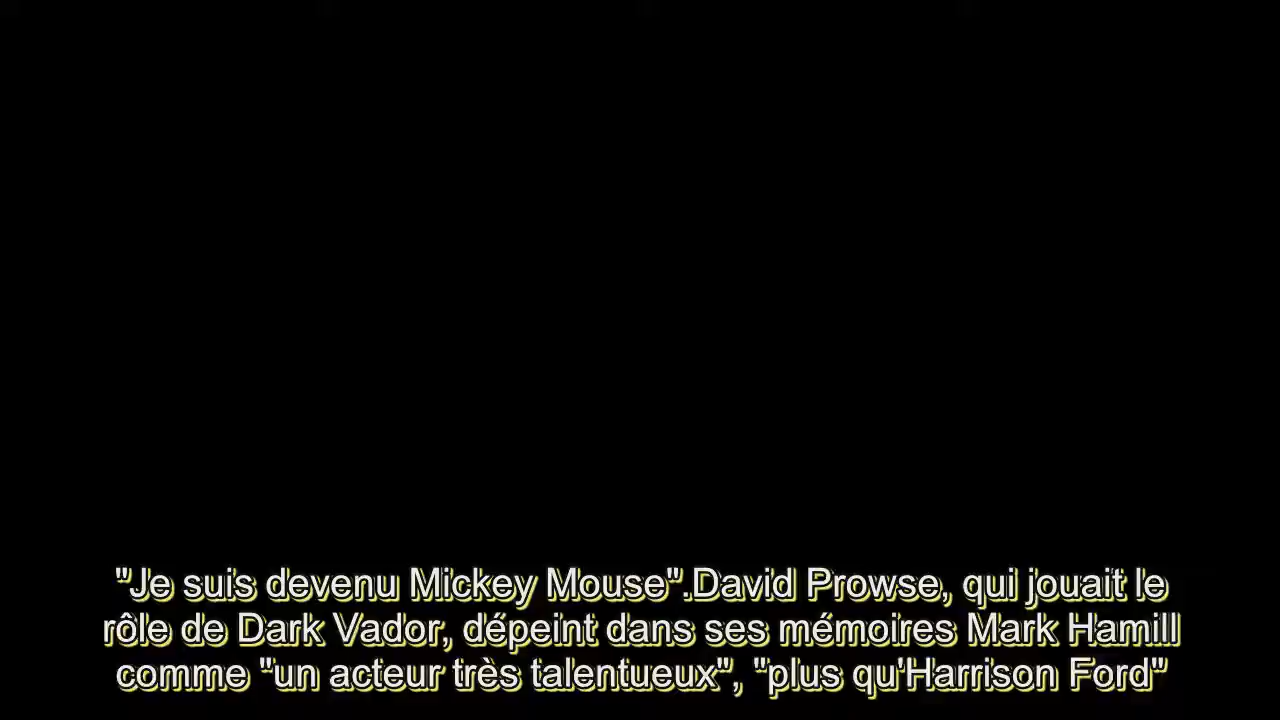 "Je suis devenu Mickey Mouse".David Prowse, qui jouait le
rôle de Dark Vador, dépeint dans ses mémoires Mark Hamill
comme "un acteur très talentueux", "plus qu'Harrison Ford"